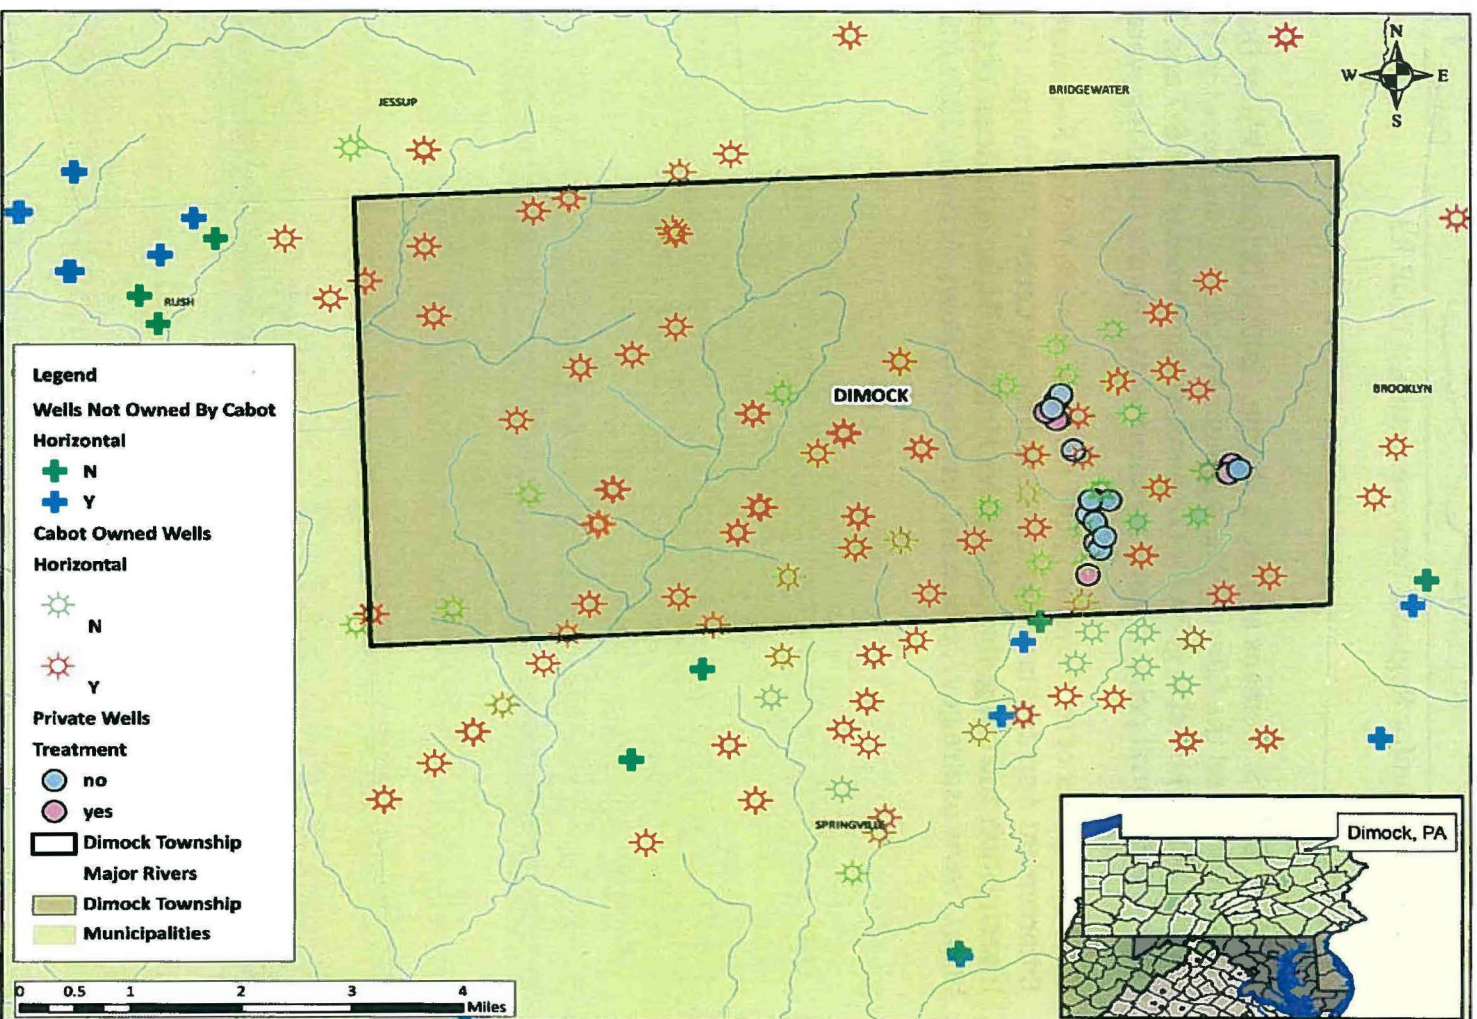 N
W E
S
JESSUP
BRIDGEWATER
RUSH
DIMOCK
BROOKLYN
SPRINGVILLE
Legend
Wells Not Owned By Cabot
Horizontal
N
Y
Cabot Owned Wells
Horizontal
N
Y
Private Wells
Treatment
no
yes
Dimock Township
Major Rivers
Dimock Township
Municipalities
0 0.5 1 2 3 4
Miles
Dimock, PA